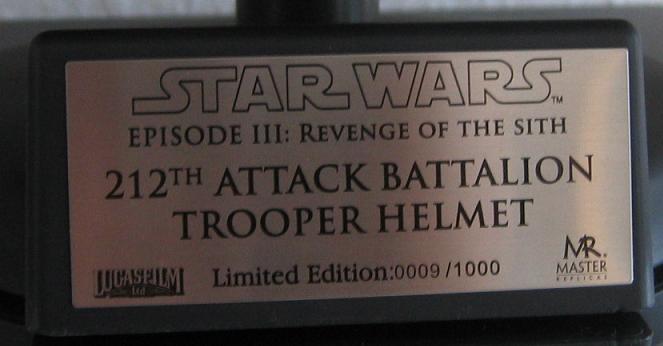 STAR WARS™
EPISODE III: REVENGE OF THE SITH
212TH ATTACK BATTALION
TROOPER HELMET
LUCASFILM
Ltd
Limited Edition:0009/1000
MR.
MASTER
REPLICAS